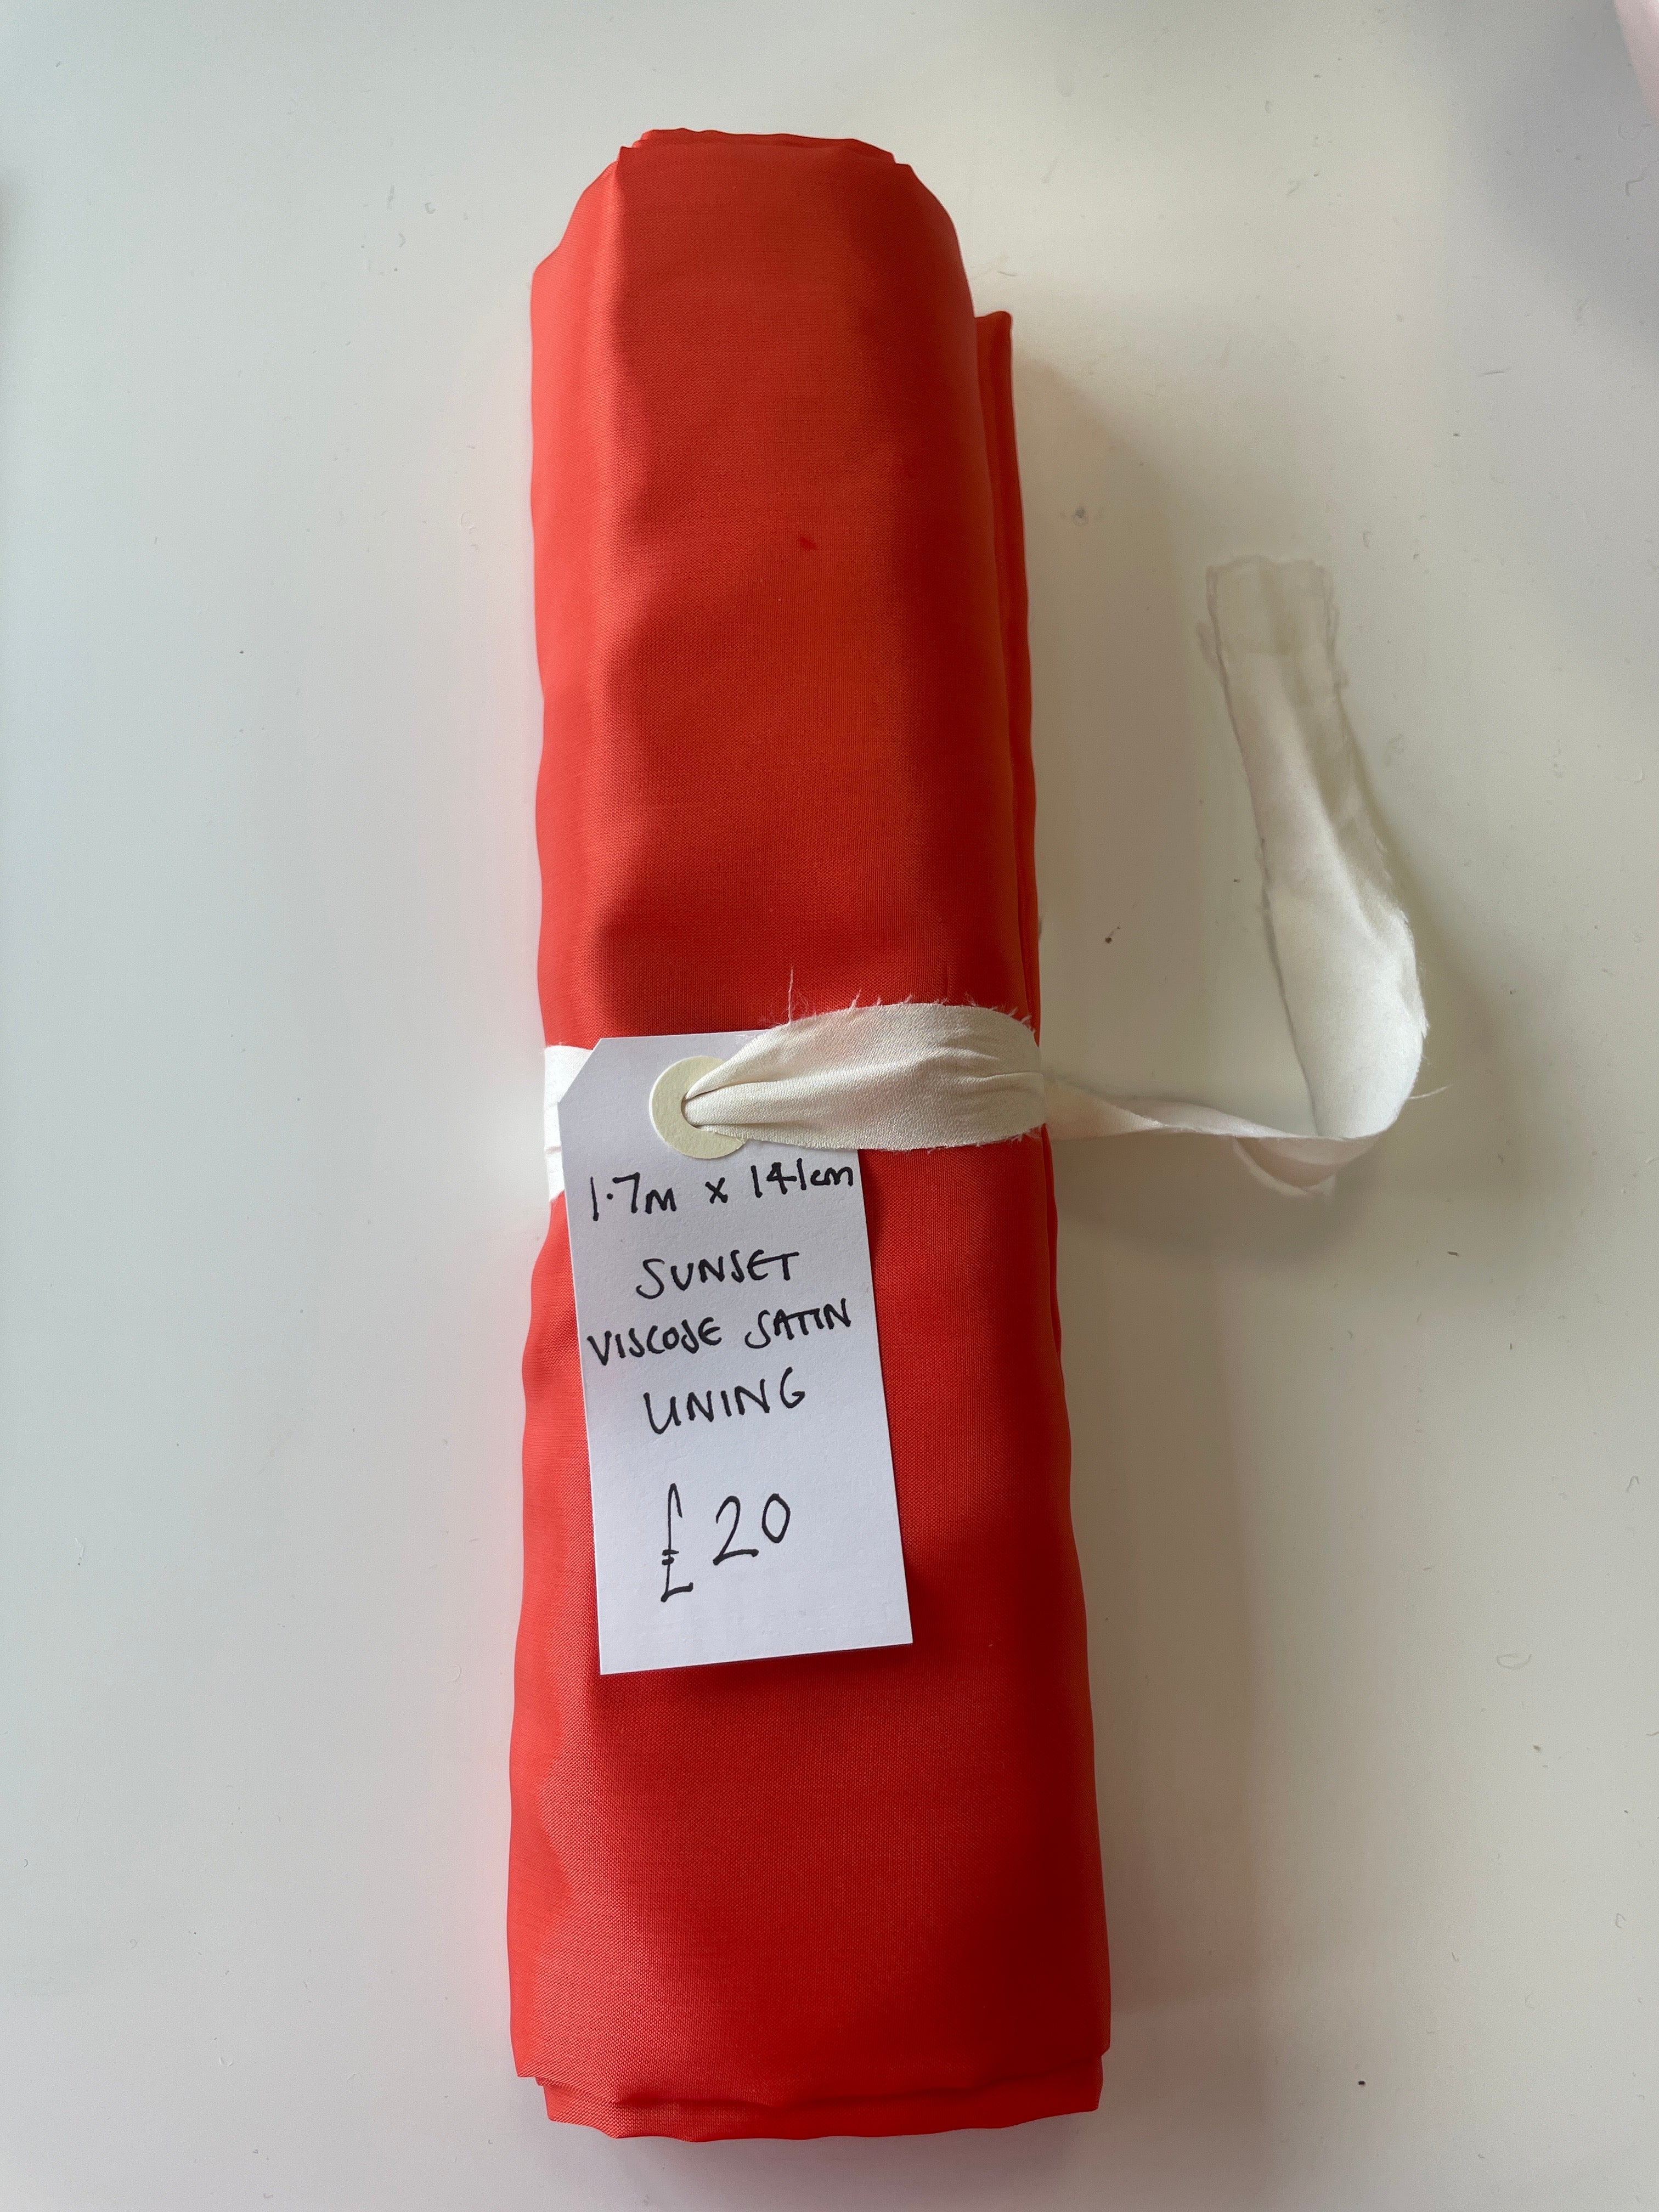 1.7m x 141cm
SUNSET
VISCOSE SATIN
LINING
£20